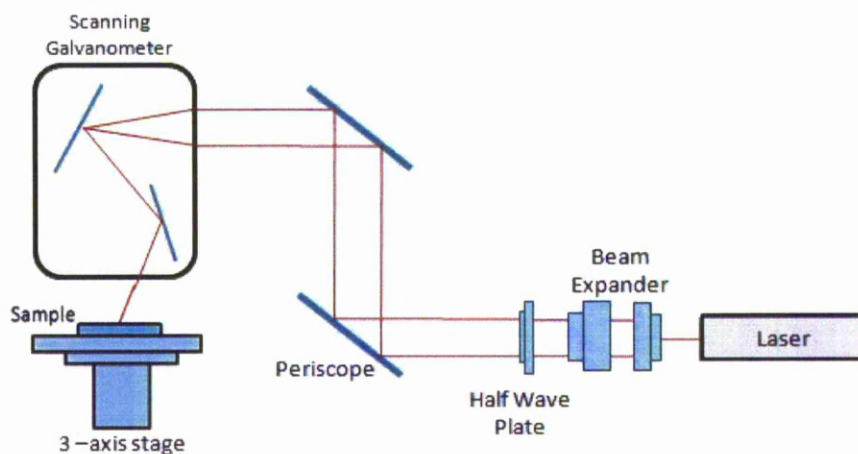 Scanning
Galvanometer
Beam
Expander
Sample
Laser
Periscope
Half Wave
Plate
3 –axis stage